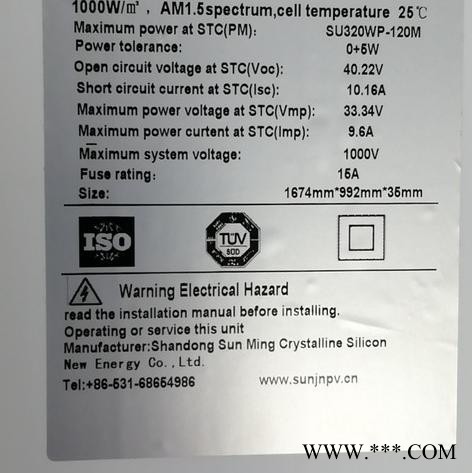 1000W/㎡, AM1.5spectrum,cell temperature 25℃
Maximum power at STC(PM): SU320WP-120M
Power tolerance: 0+5W
Open circuit voltage at STC(Voc): 40.22V
Short circuit current at STC(Isc): 10.16A
Maximum power voltage at STC(Vmp): 33.34V
Maximum power curtent at STC(Imp): 9.6A
Maximum system voltage: 1000V
Fuse rating: 15A
Size: 1674mm*992mm*35mm
ISO TÜV
SÜD
Warning Electrical Hazard
read the installation manual before installing.
Operating or service this unit
Manufacturer:Shandong Sun Ming Crystalline Silicon
New Energy Co.,Ltd.
Tel:+86-531-68654986 www.sunjnpv.cn
WWW.***.COM